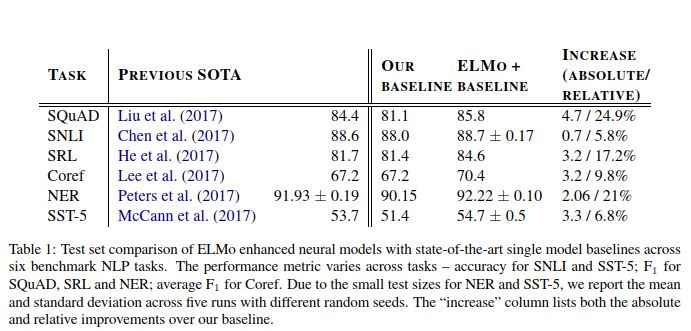 TASK PREVIOUS SOTA OUR BASELINE ELMO + BASELINE INCREASE (ABSOLUTE/ RELATIVE)
SQuAD Liu et al. (2017) 84.4 81.1 85.8 4.7 / 24.9%
SNLI Chen et al. (2017) 88.6 88.0 88.7 ± 0.17 0.7 / 5.8%
SRL He et al. (2017) 81.7 81.4 84.6 3.2 / 17.2%
Coref Lee et al. (2017) 67.2 67.2 70.4 3.2 / 9.8%
NER Peters et al. (2017) 91.93 ± 0.19 90.15 92.22 ± 0.10 2.06 / 21%
SST-5 McCann et al. (2017) 53.7 51.4 54.7 ± 0.5 3.3 / 6.8%
Table 1: Test set comparison of ELMo enhanced neural models with state-of-the-art single model baselines across
six benchmark NLP tasks. The performance metric varies across tasks – accuracy for SNLI and SST-5; F1 for
SQuAD, SRL and NER; average F1 for Coref. Due to the small test sizes for NER and SST-5, we report the mean
and standard deviation across five runs with different random seeds. The “increase” column lists both the absolute
and relative improvements over our baseline.